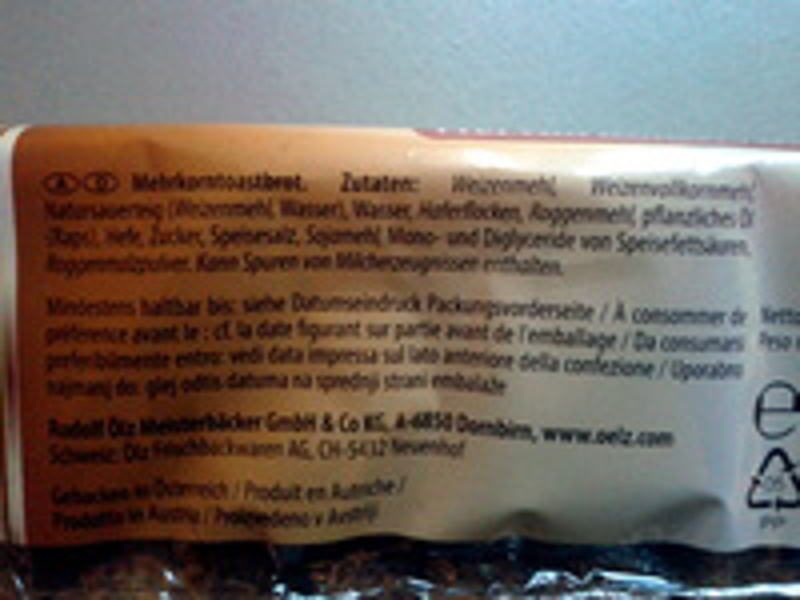 A D Mehrkorntoastbrot. Zutaten: Weizenmehl, Weizenvollkornmehl,
Natursauerteig (Weizenmehl, Wasser), Wasser, Haferflocken, Roggenmehl, pflanzliches Öl
(Raps), Hefe, Zucker, Speisesalz, Sojamehl, Mono- und Diglyceride von Speisefettsäuren,
Roggenmalzpulver. Kann Spuren von Milcherzeugnissen enthalten.
Mindestens haltbar bis: siehe Datumseindruck Packungsvorderseite / À consommer de
préférence avant le : cf. la date figurant sur partie avant de l'emballage / Da consumarsi
preferibilmente entro: vedi data impressa sul lato anteriore della confezione / Uporabno
najmanj do: glej odtis datuma na sprednji strani embalaže
Rudolf Ölz Meisterbäcker GmbH & Co KG, A-6850 Dornbirn, www.oelz.com
Schweiz: Ölz Frischbackwaren AG, CH-5432 Neuenhof
Gebacken in Österreich / Produit en Autriche /
Prodotto in Austria / Proizvedeno v Avstriji
Netto
Peso
e
05
PP